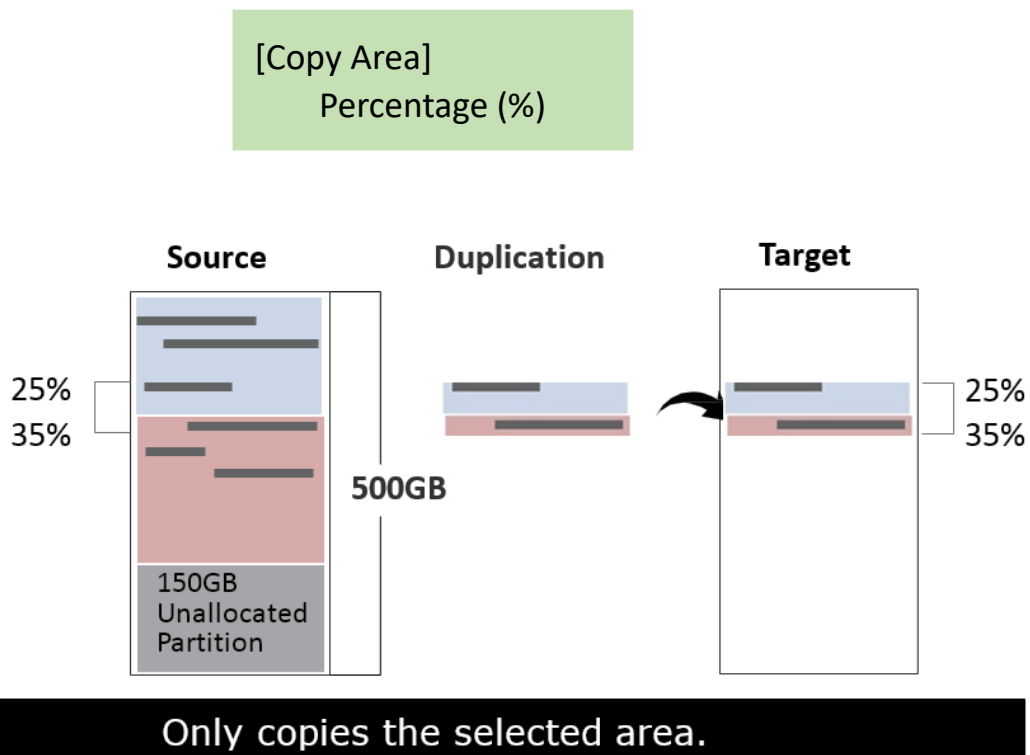 [Copy Area]
Percentage (%)
Source
Duplication
Target
25%
35%
25%
35%
500GB
150GB
Unallocated
Partition
Only copies the selected area.